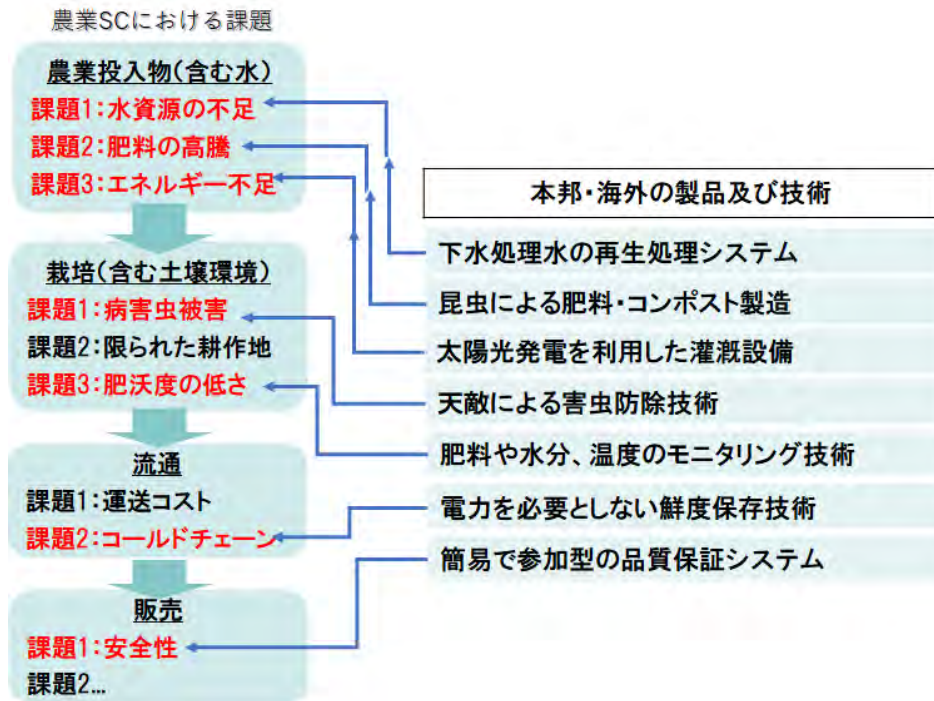 農業SCにおける課題
農業投入物(含む水)
課題1:水資源の不足
課題2:肥料の高騰
課題3:エネルギー不足
栽培(含む土壌環境)
課題1:病害虫被害
課題2:限られた耕作地
課題3:肥沃度の低さ
流通
課題1:運送コスト
課題2:コールドチェーン
販売
課題1:安全性
課題2…
本邦・海外の製品及び技術
下水処理水の再生処理システム
昆虫による肥料・コンポスト製造
太陽光発電を利用した灌漑設備
天敵による害虫防除技術
肥料や水分、温度のモニタリング技術
電力を必要としない鮮度保存技術
簡易で参加型の品質保証システム